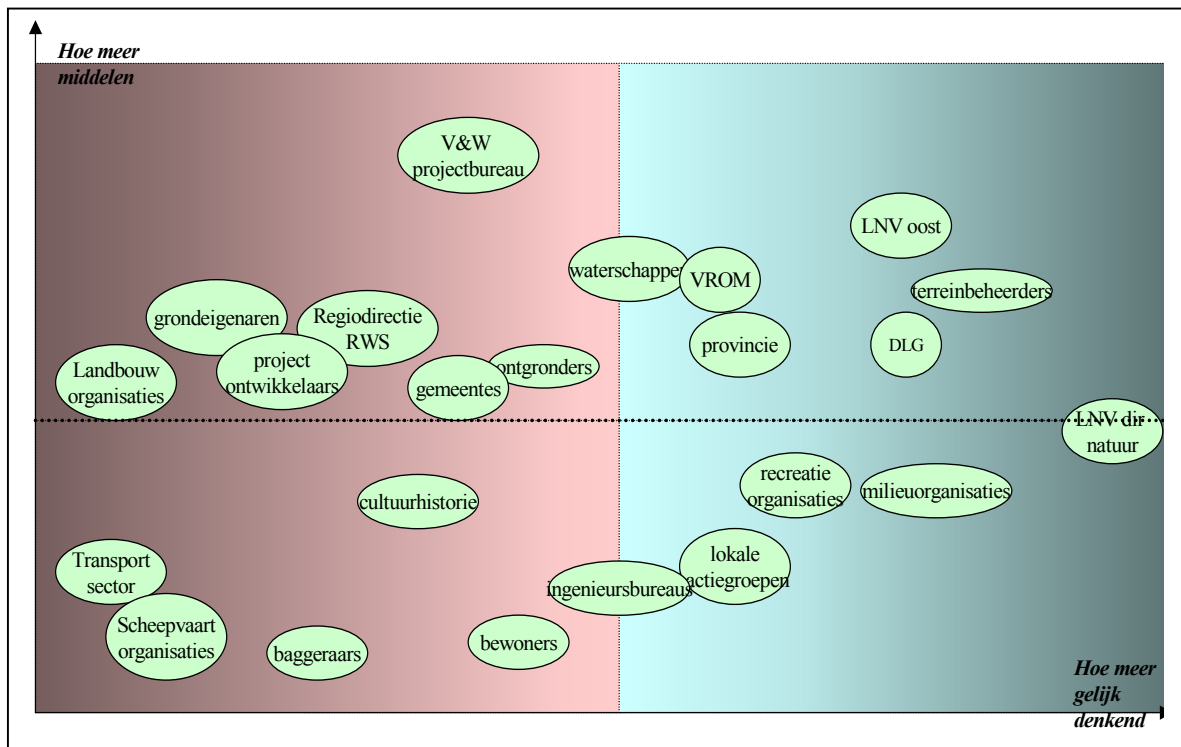 Hoe meer
middelen
V&W
projectbureau
LNV oost
waterschappen
VROM
terreinbeheerders
grondeigenaren
Regiodirectie
RWS
provincie
DLG
project
ontwikkelaars
ontgronders
Landbouw
organisaties
gemeentes
LNV dir
natuur
recreatie
organisaties
milieuorganisaties
cultuurhistorie
Transport
sector
lokale
actiegroepen
ingenieursbureaus
Scheepvaart
organisaties
baggeraars
bewoners
Hoe meer
gelijk
denkend